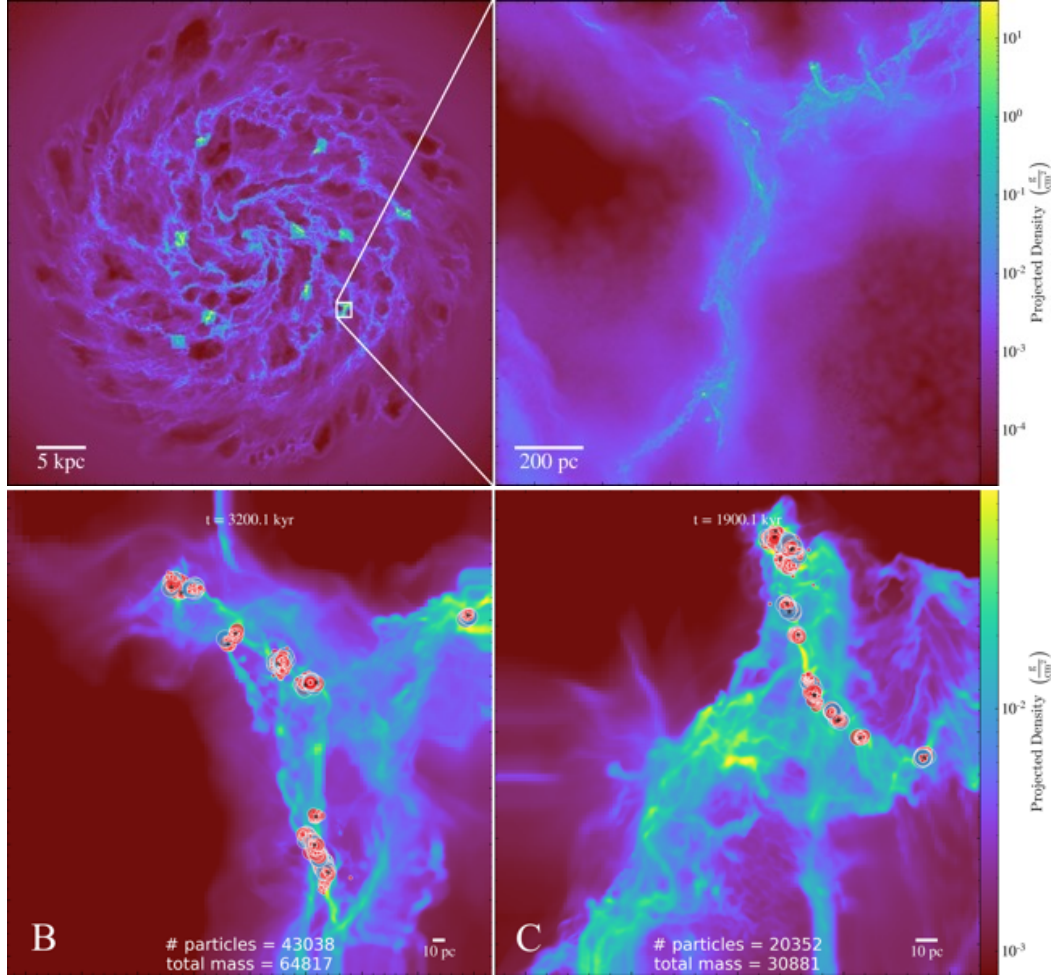 5 kpc
200 pc
10¹
10⁰
10⁻¹
10⁻²
10⁻³
10⁻⁴
Projected Density (g/cm²)
t = 3200.1 kyr
B
# particles = 43038
total mass = 64817
10 pc
t = 1900.1 kyr
C
# particles = 20352
total mass = 30881
10 pc
10⁻²
10⁻³
Projected Density (g/cm²)